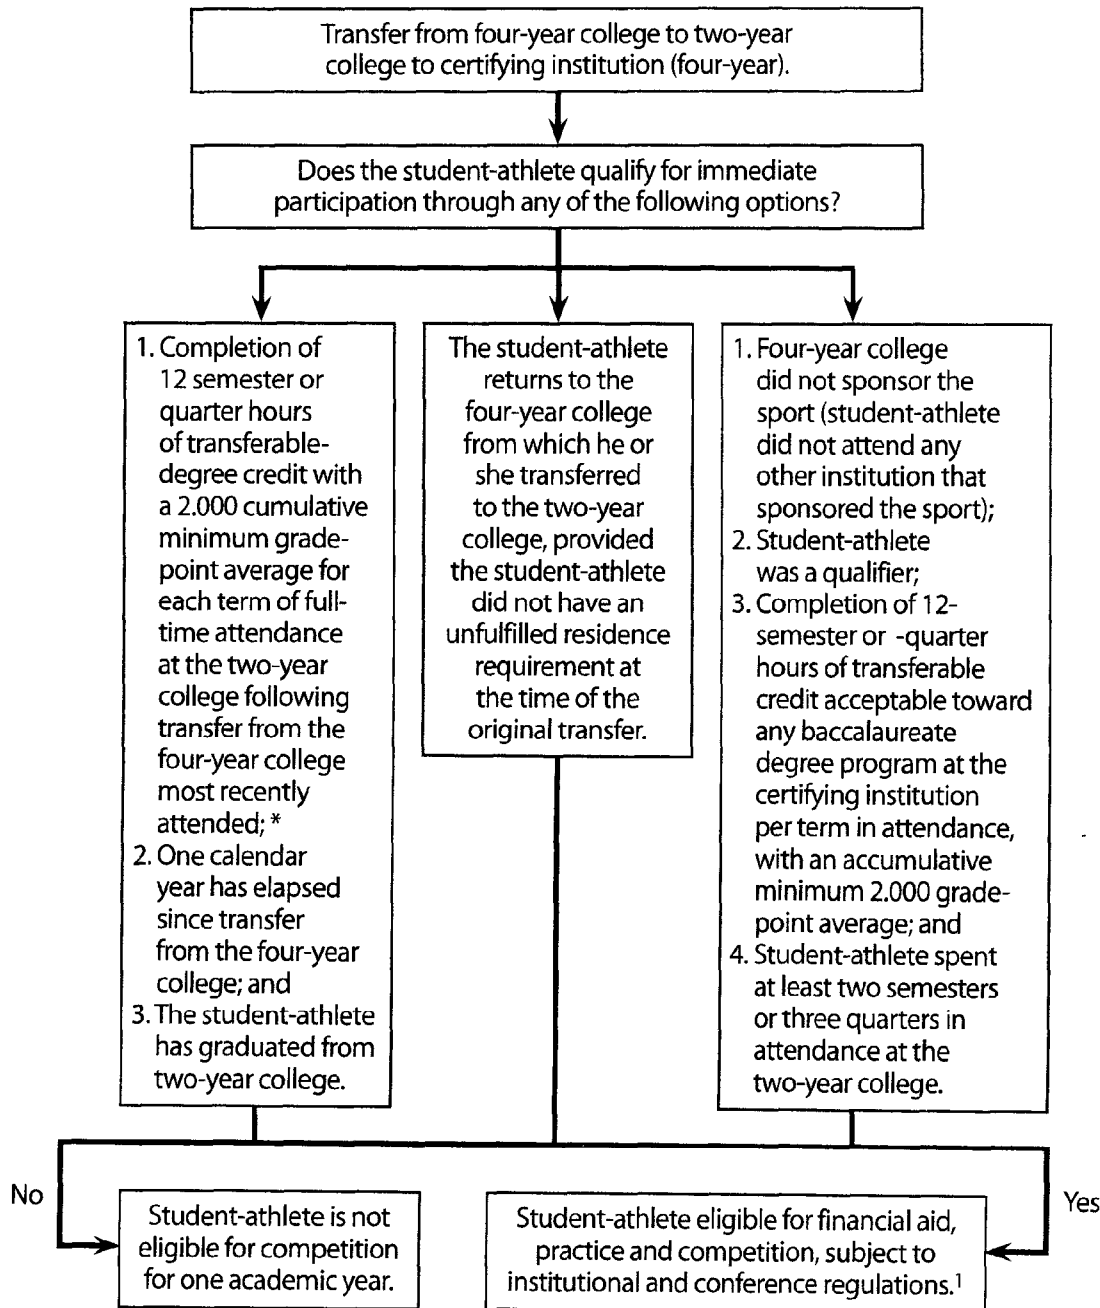 Transfer from four-year college to two-year
college to certifying institution (four-year).
Does the student-athlete qualify for immediate
participation through any of the following options?
1. Completion of
12 semester or
quarter hours
of transferable-
degree credit with
a 2.000 cumulative
minimum grade-
point average for
each term of full-
time attendance
at the two-year
college following
transfer from the
four-year college
most recently
attended; *
2. One calendar
year has elapsed
since transfer
from the four-year
college; and
3. The student-athlete
has graduated from
two-year college.
The student-athlete
returns to the
four-year college
from which he or
she transferred
to the two-year
college, provided
the student-athlete
did not have an
unfulfilled residence
requirement at
the time of the
original transfer.
1. Four-year college
did not sponsor the
sport (student-athlete
did not attend any
other institution that
sponsored the sport);
2. Student-athlete
was a qualifier;
3. Completion of 12-
semester or -quarter
hours of transferable
credit acceptable toward
any baccalaureate
degree program at the
certifying institution
per term in attendance,
with an accumulative
minimum 2.000 grade-
point average; and
4. Student-athlete spent
at least two semesters
or three quarters in
attendance at the
two-year college.
No
Yes
Student-athlete is not
eligible for competition
for one academic year.
Student-athlete eligible for financial aid,
practice and competition, subject to
institutional and conference regulations.1